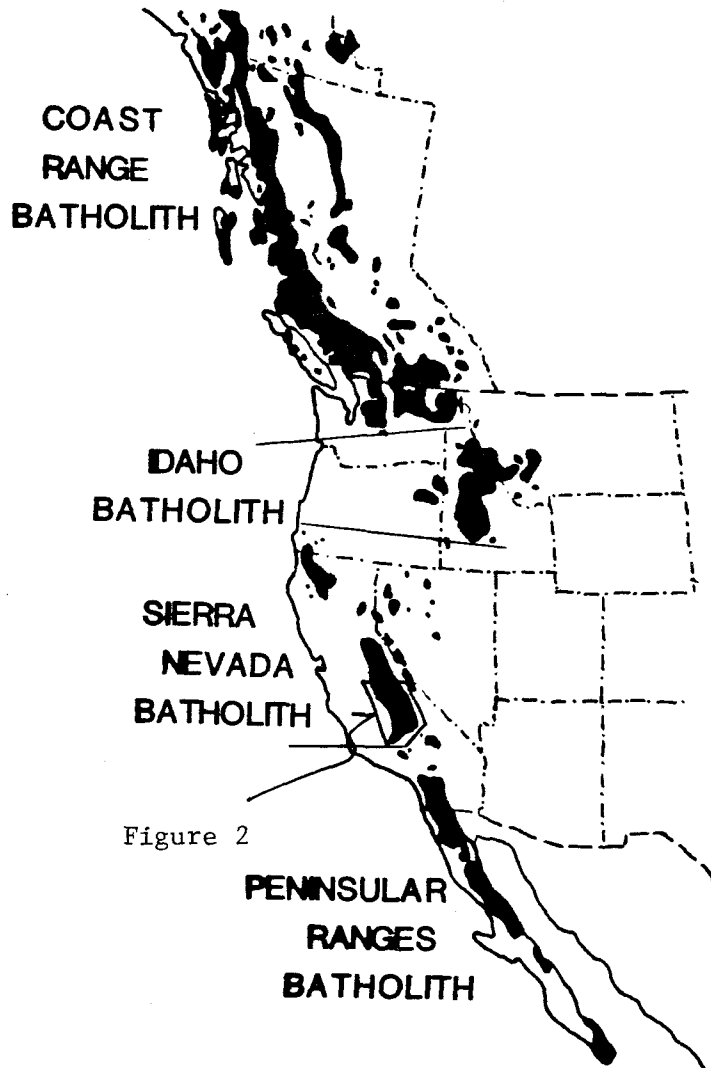 COAST
RANGE
BATHOLITH
IDAHO
BATHOLITH
SIERRA
NEVADA
BATHOLITH
Figure 2
PENINSULAR
RANGES
BATHOLITH